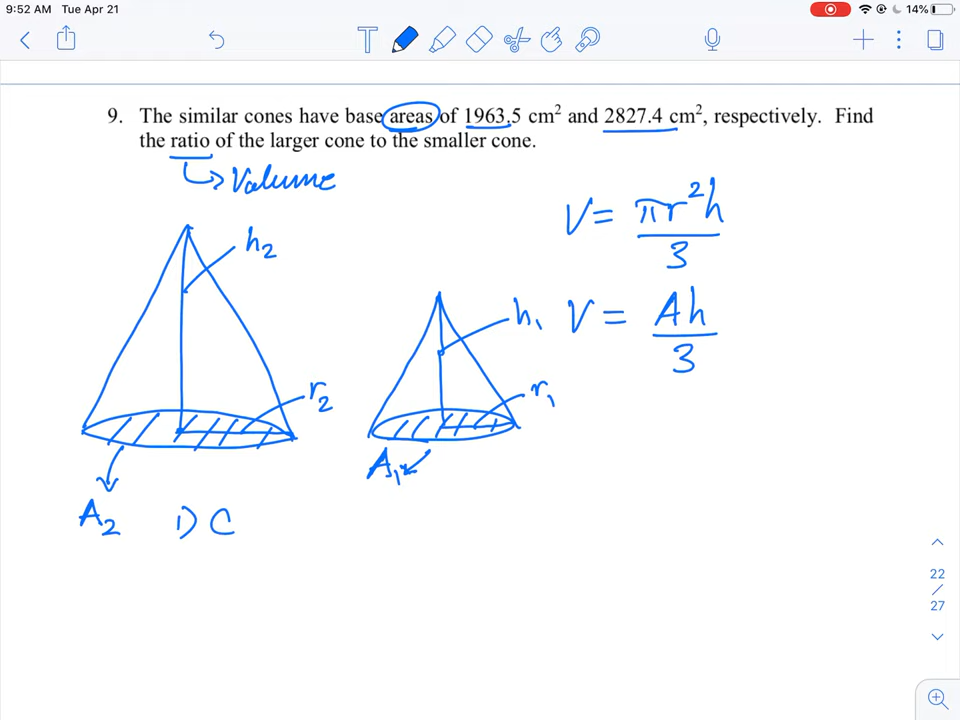 9:52 AM Tue Apr 21
14%
T
9. The similar cones have base areas of 1963.5 cm² and 2827.4 cm², respectively. Find
the ratio of the larger cone to the smaller cone.
Volume
V = πr²h / 3
h₂
h₁
V = Ah / 3
r₂
r₁
A₁
A₂
D C
22
/
27